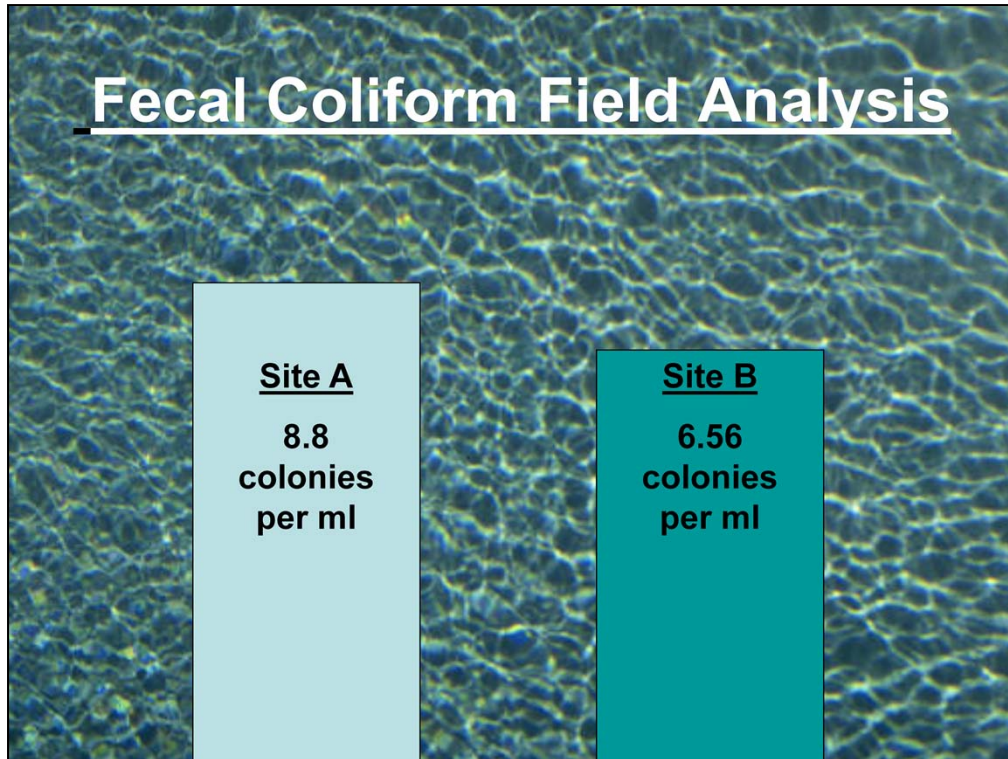 Fecal Coliform Field Analysis
Site A
8.8
colonies
per ml
Site B
6.56
colonies
per ml